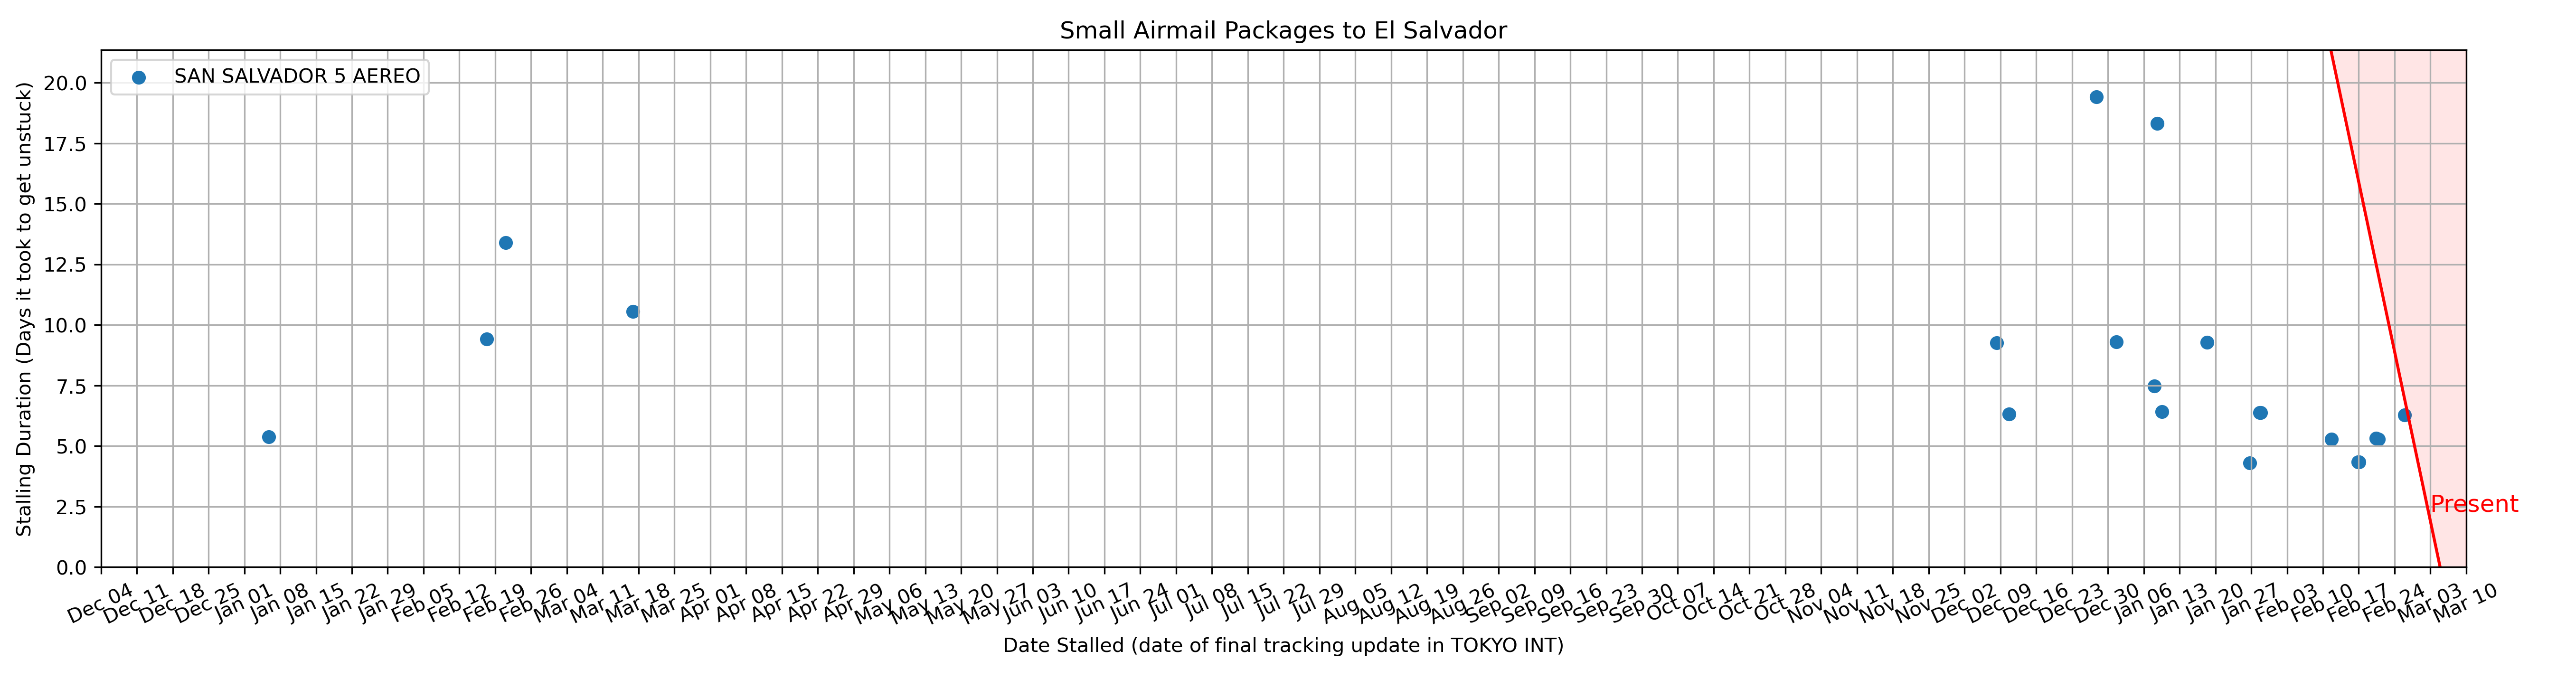 Small Airmail Packages to El Salvador
SAN SALVADOR 5 AEREO
Stalling Duration (Days it took to get unstuck)
20.0
17.5
15.0
12.5
10.0
7.5
5.0
2.5
0.0
Present
Dec 04 Dec 11 Dec 18 Dec 25 Jan 01 Jan 08 Jan 15 Jan 22 Jan 29 Feb 05 Feb 12 Feb 19 Feb 26 Mar 04 Mar 11 Mar 18 Mar 25 Apr 01 Apr 08 Apr 15 Apr 22 Apr 29 May 06 May 13 May 20 May 27 Jun 03 Jun 10 Jun 17 Jun 24 Jul 01 Jul 08 Jul 15 Jul 22 Jul 29 Aug 05 Aug 12 Aug 19 Aug 26 Sep 02 Sep 09 Sep 16 Sep 23 Sep 30 Oct 07 Oct 14 Oct 21 Oct 28 Nov 04 Nov 11 Nov 18 Nov 25 Dec 02 Dec 09 Dec 16 Dec 23 Dec 30 Jan 06 Jan 13 Jan 20 Jan 27 Feb 03 Feb 10 Feb 17 Feb 24 Mar 03 Mar 10
Date Stalled (date of final tracking update in TOKYO INT)